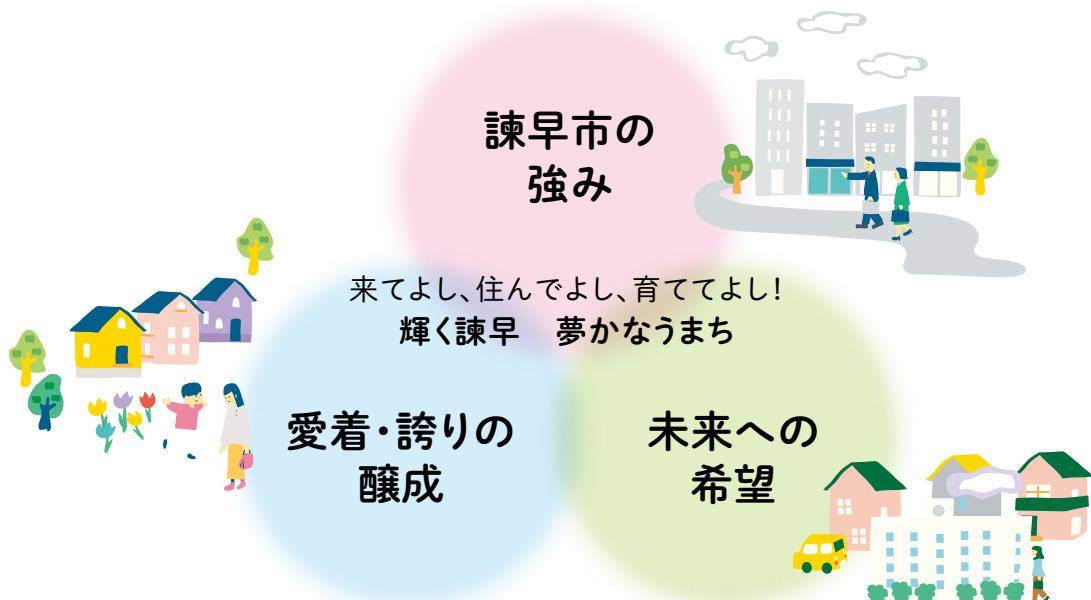 諫早市の
強み
来てよし、住んでよし、育ててよし!
輝く諫早　夢かなうまち
愛着・誇りの
醸成
未来への
希望